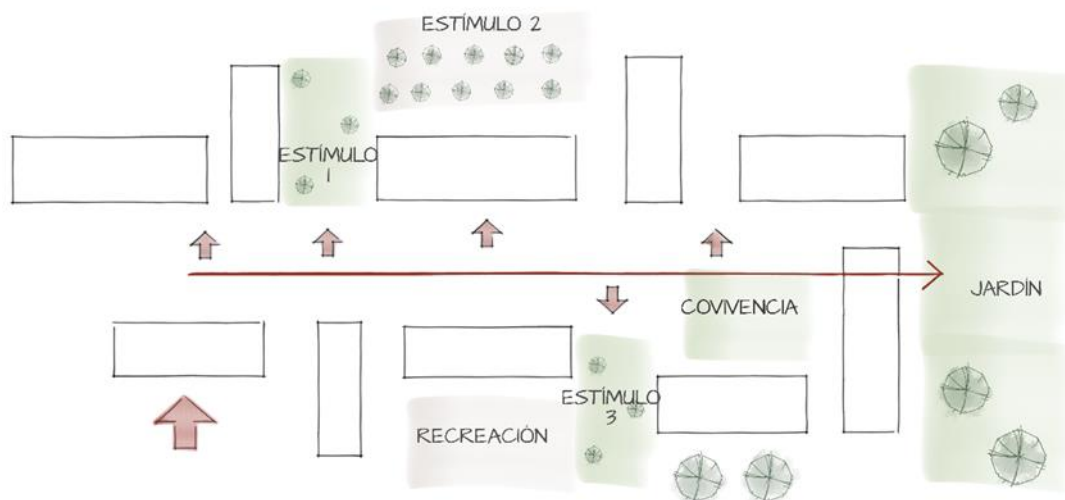 ESTÍMULO 2
ESTÍMULO
1
JARDÍN
COVIVENCIA
ESTÍMULO
3
RECREACIÓN